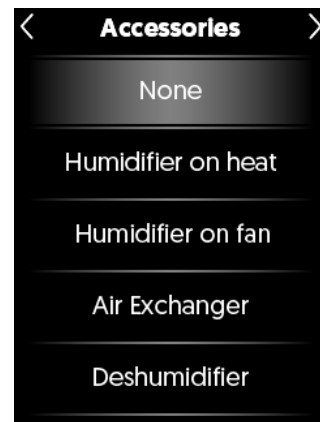 Accessories
None
Humidifier on heat
Humidifier on fan
Air Exchanger
Deshumidifier